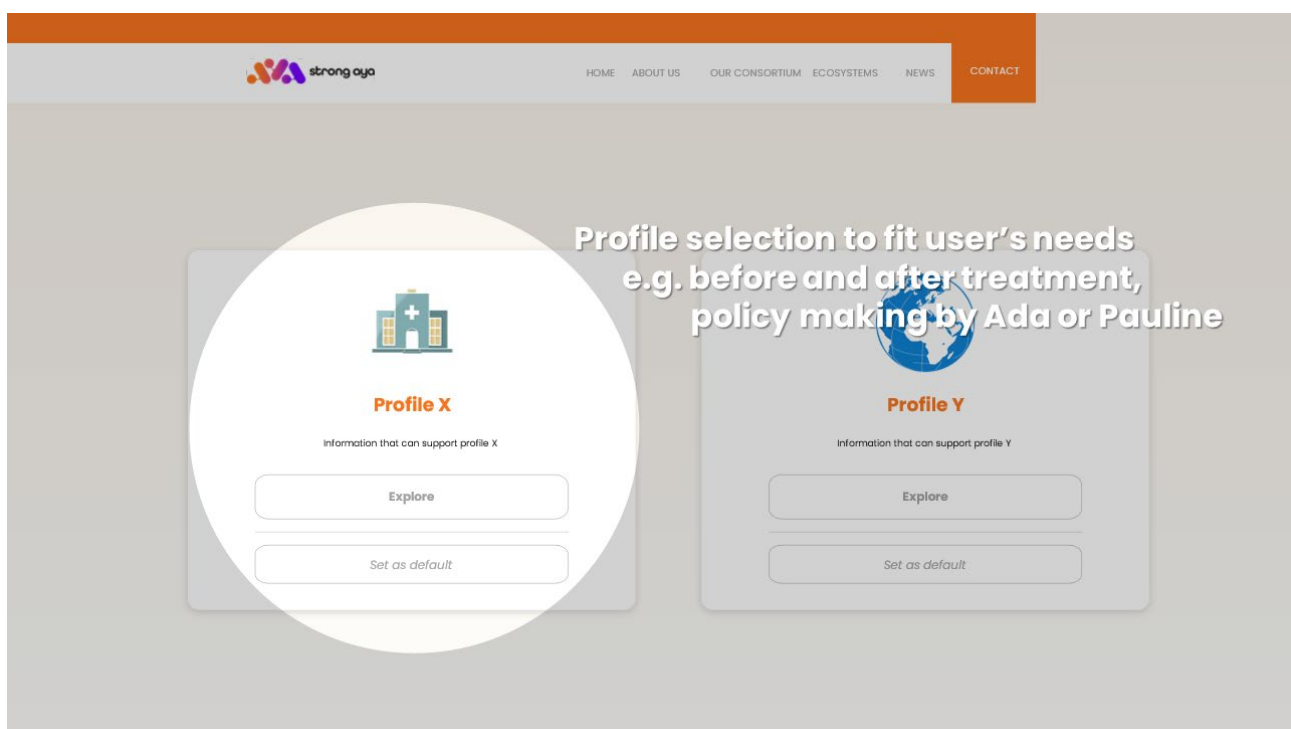 strong aya
HOME ABOUT US OUR CONSORTIUM ECOSYSTEMS NEWS CONTACT
Profile selection to fit user's needs
e.g. before and after treatment,
policy making by Ada or Pauline
Profile X
Information that can support profile X
Explore
Set as default
Profile Y
Information that can support profile Y
Explore
Set as default